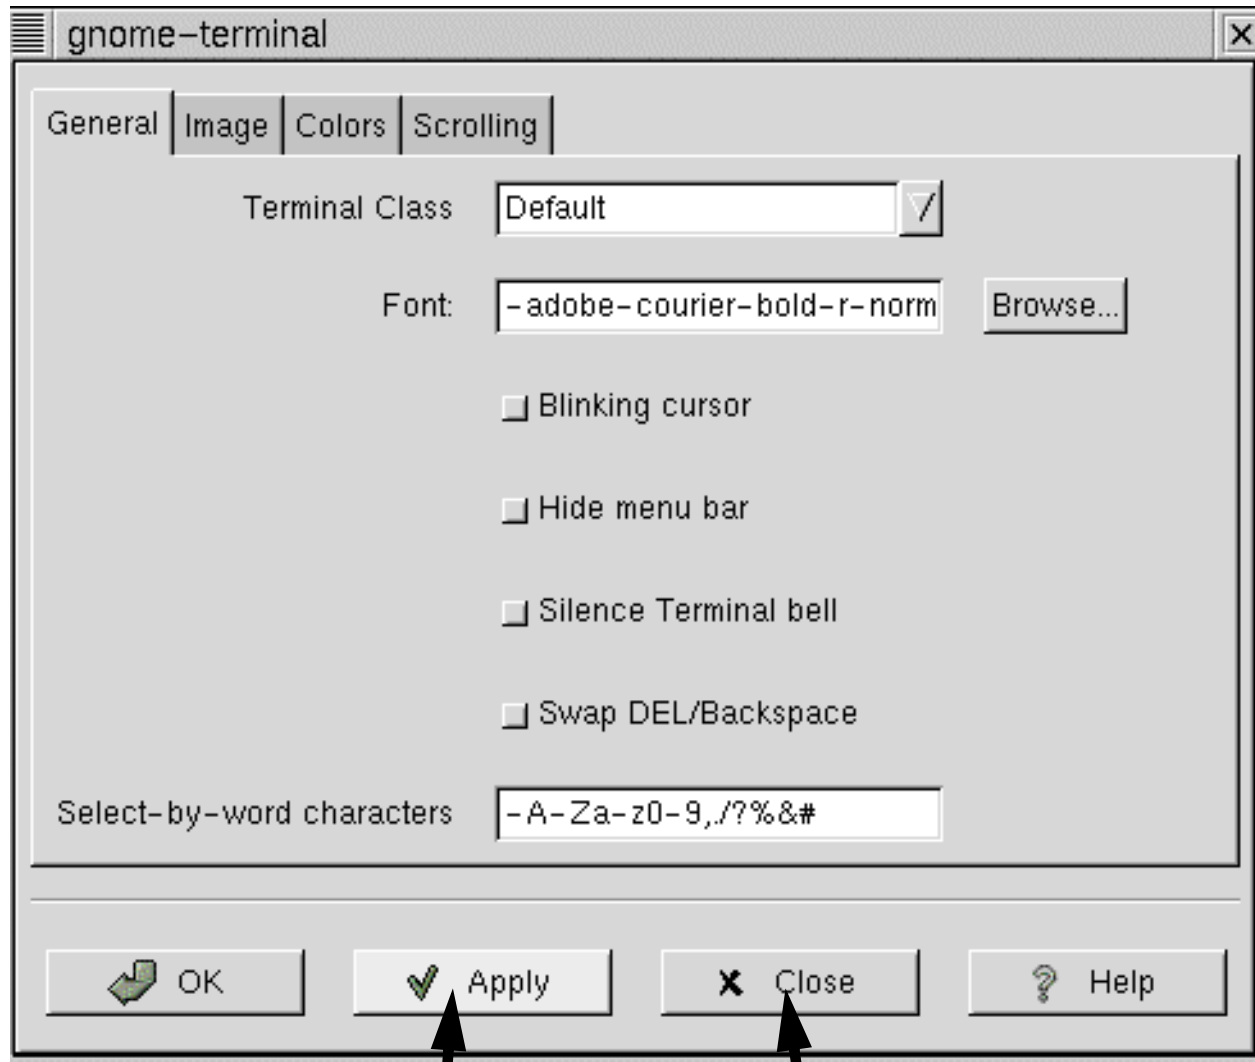 gnome-terminal
General Image Colors Scrolling
Terminal Class Default
Font: -adobe-courier-bold-r-norm Browse...
Blinking cursor
Hide menu bar
Silence Terminal bell
Swap DEL/Backspace
Select-by-word characters -A-Za-z0-9,./?%&#
OK Apply Close Help